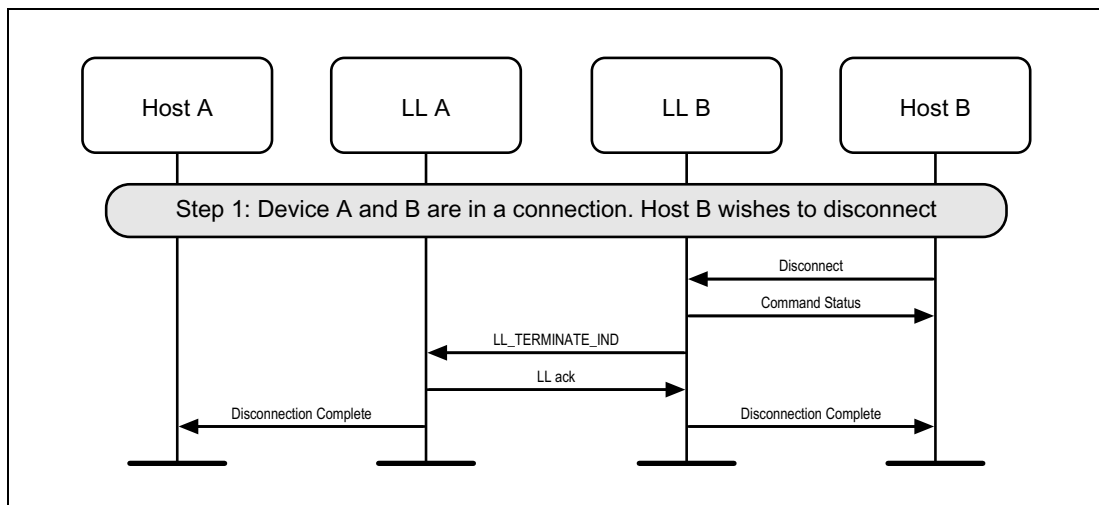 Host A
LL A
LL B
Host B
Step 1: Device A and B are in a connection. Host B wishes to disconnect
Disconnect
Command Status
LL_TERMINATE_IND
LL ack
Disconnection Complete
Disconnection Complete